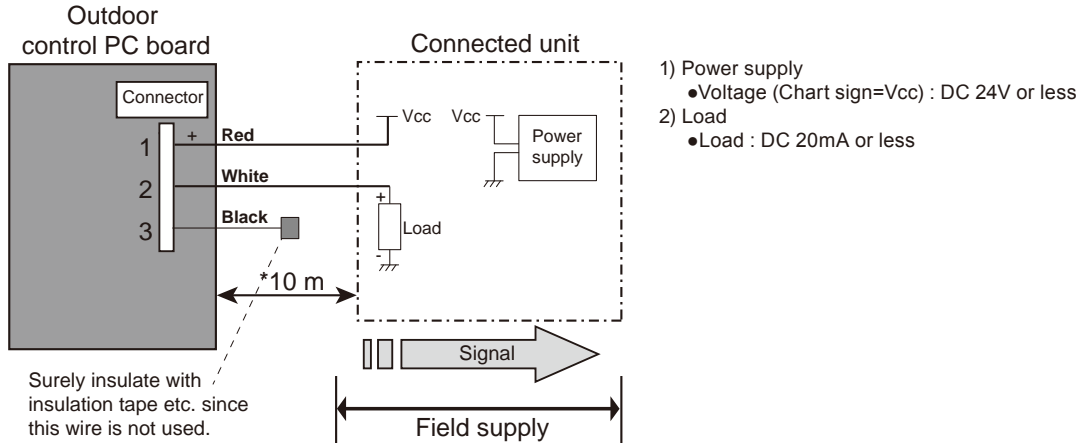 Outdoor
control PC board
Connector
1
2
3
+
Red
White
Black
*10 m
Surely insulate with
insulation tape etc. since
this wire is not used.
Connected unit
Vcc
Vcc
Power
supply
+
Load
-
Signal
Field supply
1) Power supply
●Voltage (Chart sign=Vcc) : DC 24V or less
2) Load
●Load : DC 20mA or less